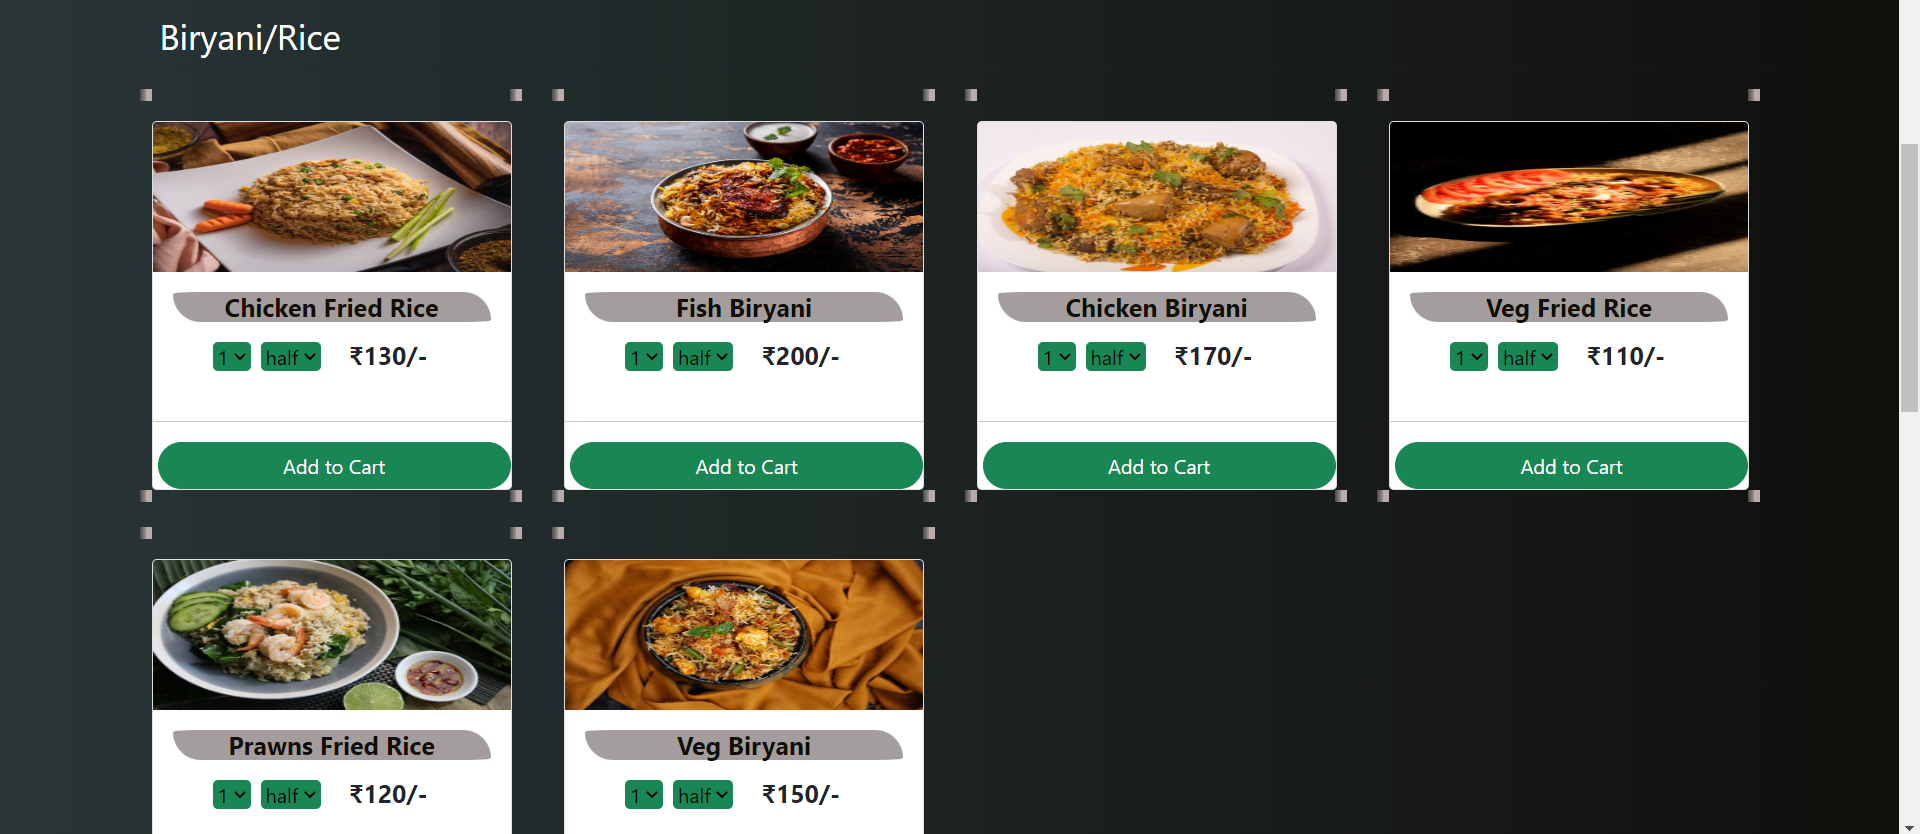 Biryani/Rice
Chicken Fried Rice
1 half ₹130/-
Add to Cart
Fish Biryani
1 half ₹200/-
Add to Cart
Chicken Biryani
1 half ₹170/-
Add to Cart
Veg Fried Rice
1 half ₹110/-
Add to Cart
Prawns Fried Rice
1 half ₹120/-
Veg Biryani
1 half ₹150/-